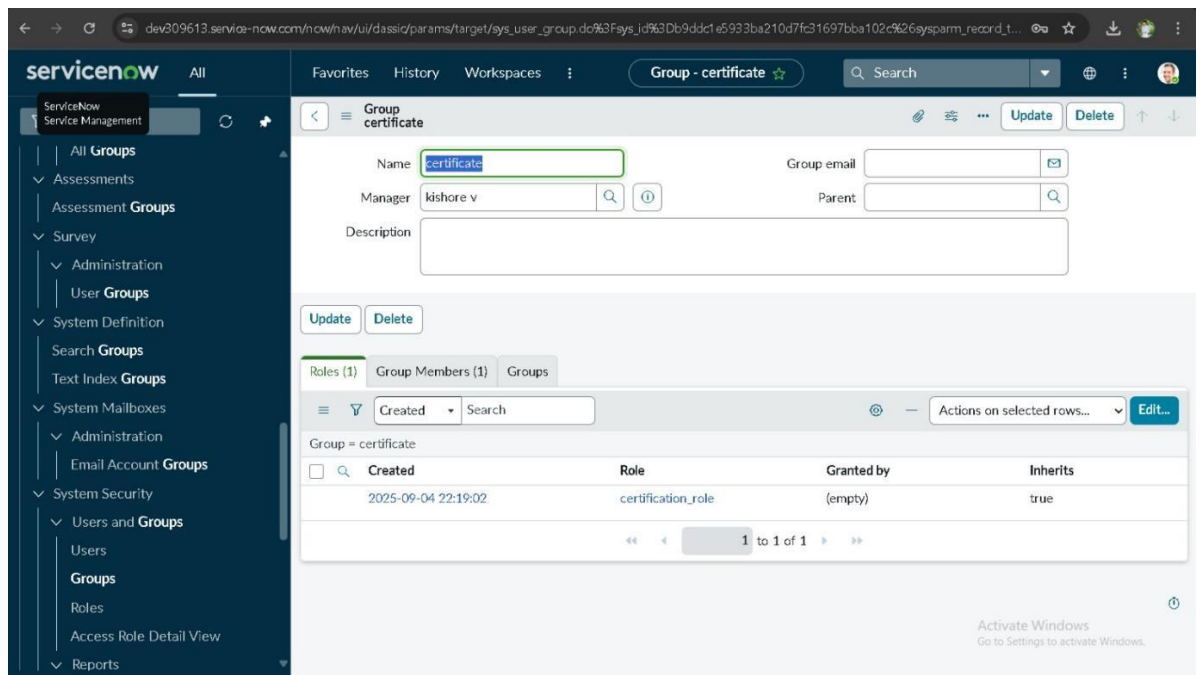 dev309613.service-now.com/now/nav/ui/classic/params/target/sys_user_group.do%3Fsys_id%3Db9ddc1e5933ba210d7fc31697bba102c%26sysparm_record_t...
servicenow All Favorites History Workspaces Group - certificate Search
ServiceNow
Service Management
Group
certificate
Update Delete
All Groups
Assessments
Assessment Groups
Survey
Administration
User Groups
System Definition
Search Groups
Text Index Groups
System Mailboxes
Administration
Email Account Groups
System Security
Users and Groups
Users
Groups
Roles
Access Role Detail View
Reports
Name certificate Group email
Manager kishore v Parent
Description
Update Delete
Roles (1) Group Members (1) Groups
Created Search Actions on selected rows... Edit...
Group = certificate
Created Role Granted by Inherits
2025-09-04 22:19:02 certification_role (empty) true
1 to 1 of 1
Activate Windows
Go to Settings to activate Windows.